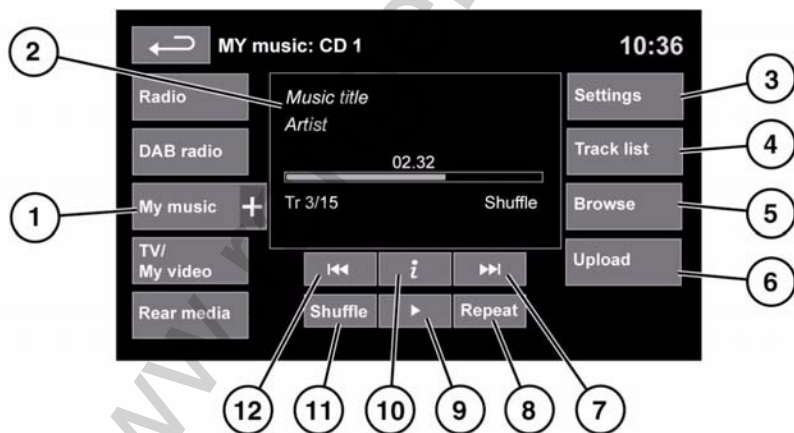 MY music: CD 1
10:36
Radio
DAB radio
My music
TV/
My video
Rear media
Music title
Artist
02.32
Tr 3/15
Shuffle
Settings
Track list
Browse
Upload
i
Shuffle
Repeat
1
2
3
4
5
6
7
8
9
10
11
12